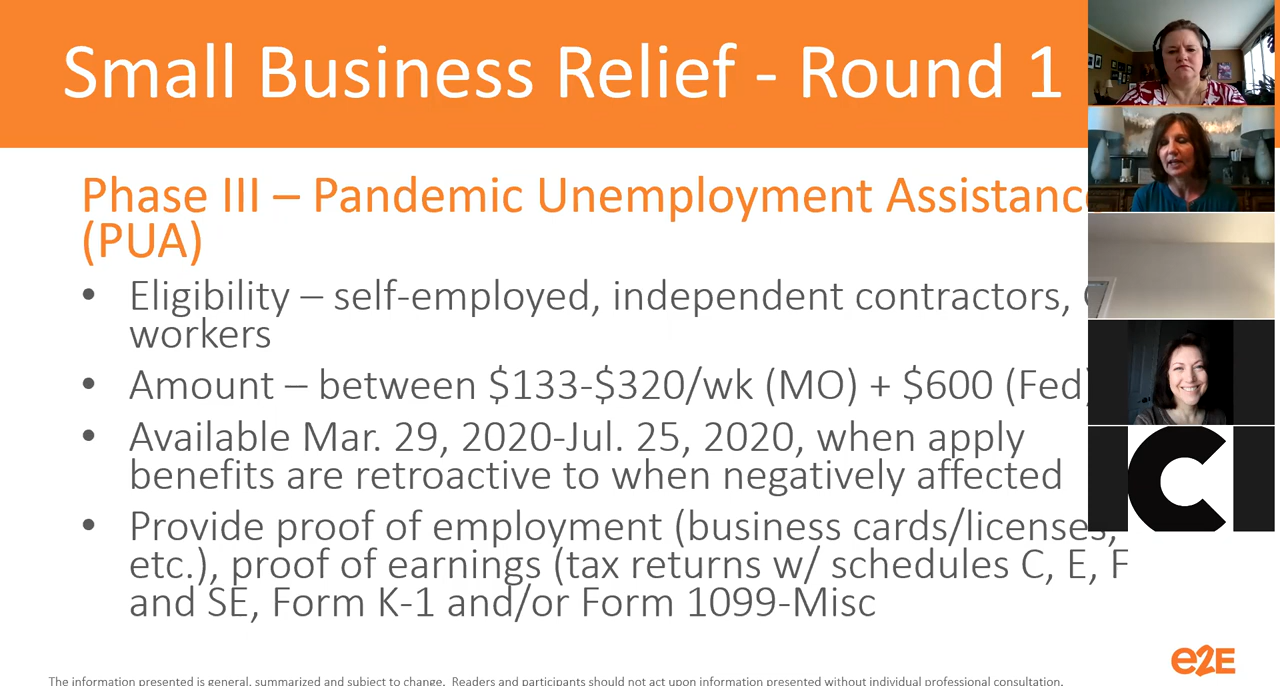 Small Business Relief - Round 1
Phase III – Pandemic Unemployment Assistance
(PUA)
• Eligibility – self-employed, independent contractors,
workers
• Amount – between $133-$320/wk (MO) + $600 (Fed)
• Available Mar. 29, 2020-Jul. 25, 2020, when apply
benefits are retroactive to when negatively affected
• Provide proof of employment (business cards/licenses,
etc.), proof of earnings (tax returns w/ schedules C, E, F
and SE, Form K-1 and/or Form 1099-Misc
ICI
e2E
The information presented is general, summarized and subject to change. Readers and participants should not act upon information presented without individual professional consultation.